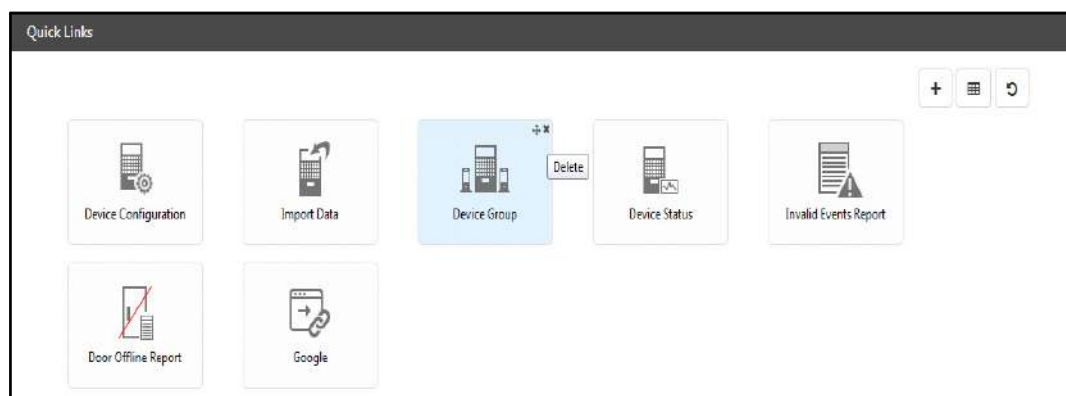 Quick Links
Delete
Device Configuration
Import Data
Device Group
Device Status
Invalid Events Report
Door Offline Report
Google